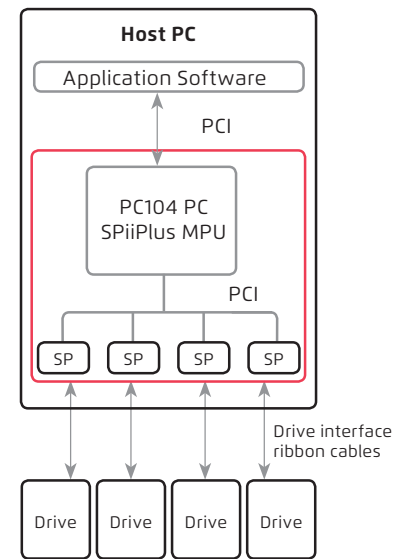 Host PC
Application Software
PCI
PC104 PC
SPiiPlus MPU
PCI
SP SP SP SP
Drive interface
ribbon cables
Drive Drive Drive Drive